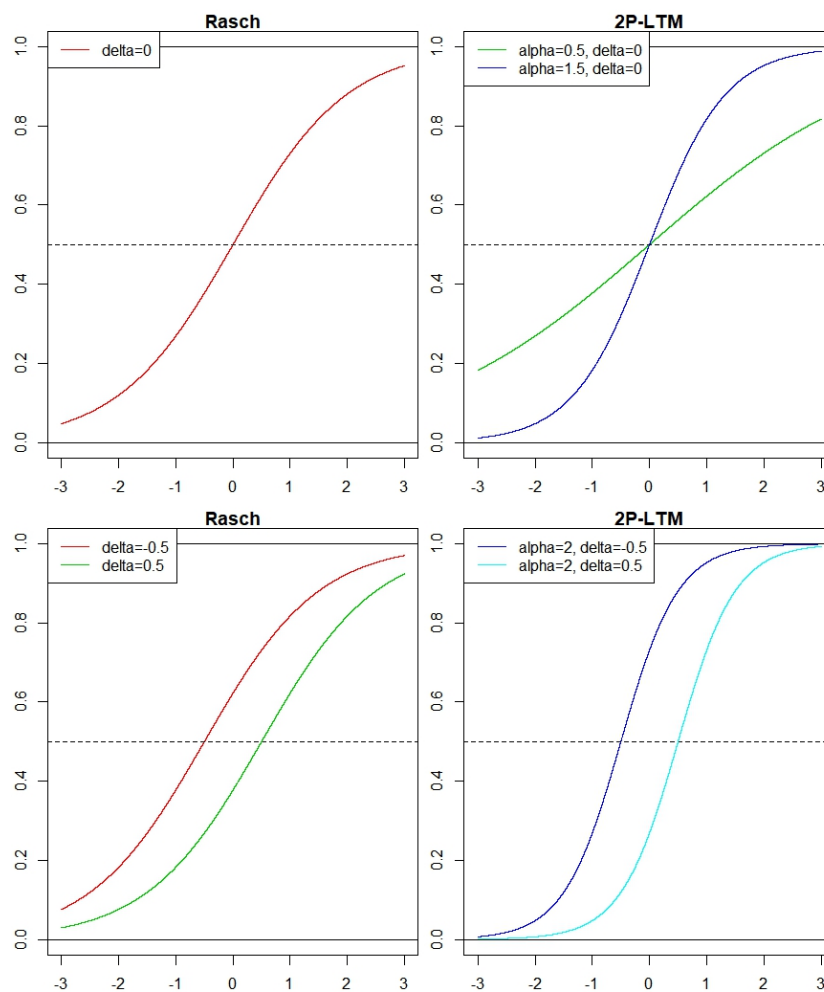 Rasch
delta=0
1.0
0.8
0.6
0.4
0.2
0.0
-3 -2 -1 0 1 2 3
2P-LTM
alpha=0.5, delta=0
alpha=1.5, delta=0
1.0
0.8
0.6
0.4
0.2
0.0
-3 -2 -1 0 1 2 3
Rasch
delta=-0.5
delta=0.5
1.0
0.8
0.6
0.4
0.2
0.0
-3 -2 -1 0 1 2 3
2P-LTM
alpha=2, delta=-0.5
alpha=2, delta=0.5
1.0
0.8
0.6
0.4
0.2
0.0
-3 -2 -1 0 1 2 3